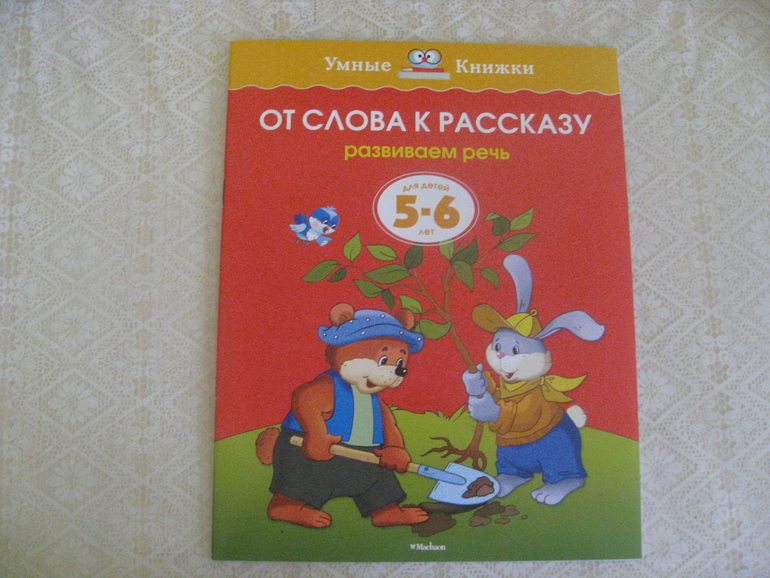 Умные Книжки
ОТ СЛОВА К РАССКАЗУ
развиваем речь
для детей
5-6
лет
Machaon